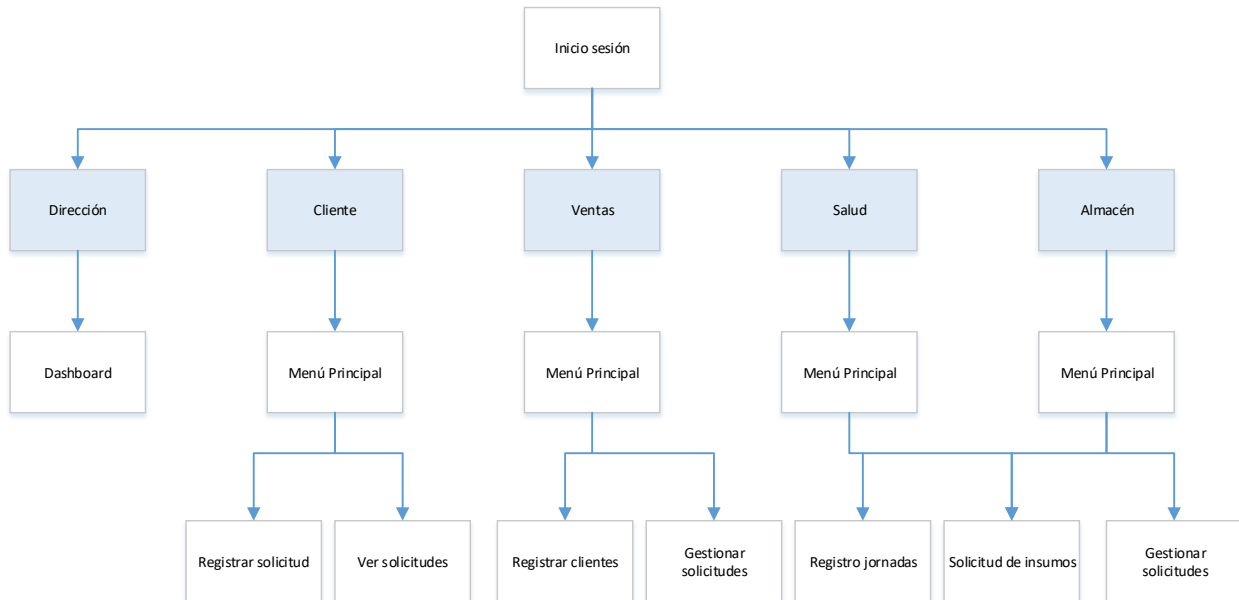 Inicio sesión
Dirección
Cliente
Ventas
Salud
Almacén
Dashboard
Menú Principal
Menú Principal
Menú Principal
Menú Principal
Registrar solicitud
Ver solicitudes
Registrar clientes
Gestionar
solicitudes
Registro jornadas
Solicitud de insumos
Gestionar
solicitudes